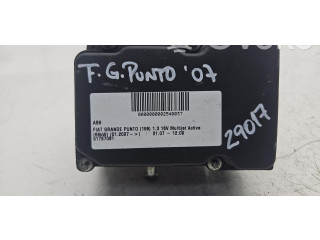 F. G. PUNTO '07
ABS
FIAT GRANDE PUNTO (199) 1.3 16V Multijet Active
(01.2007->)
01.07 - 12.09
51797081
29017